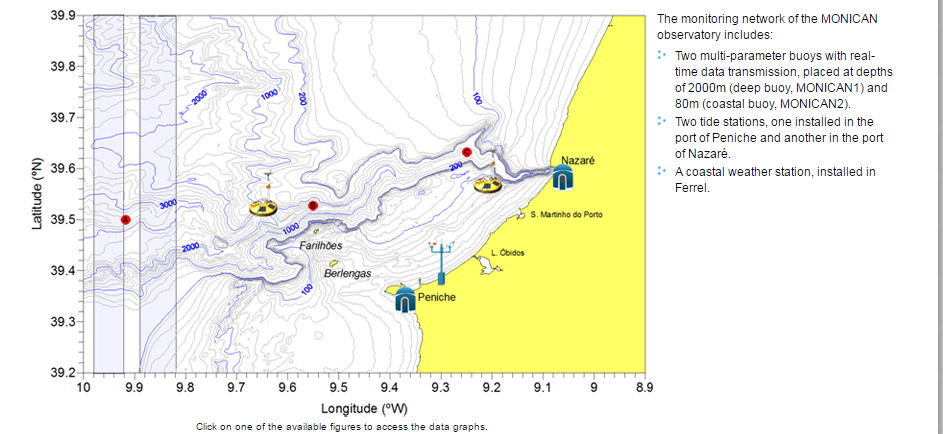 The monitoring network of the MONICAN
observatory includes:
Two multi-parameter buoys with real-
time data transmission, placed at depths
of 2000m (deep buoy, MONICAN1) and
80m (coastal buoy, MONICAN2).
Two tide stations, one installed in the
port of Peniche and another in the port
of Nazaré.
A coastal weather station, installed in
Ferrel.
39.9
39.8
39.7
39.6
39.5
39.4
39.3
39.2
Latitude (ºN)
2000
1000
200
100
C
200
Nazaré
3000
B
A
S. Martinho do Porto
1000
2000
Farilhões
L. Óbidos
Berlengas
100
Peniche
10 9.9 9.8 9.7 9.6 9.5 9.4 9.3 9.2 9.1 9 8.9
Longitude (ºW)
Click on one of the available figures to access the data graphs.